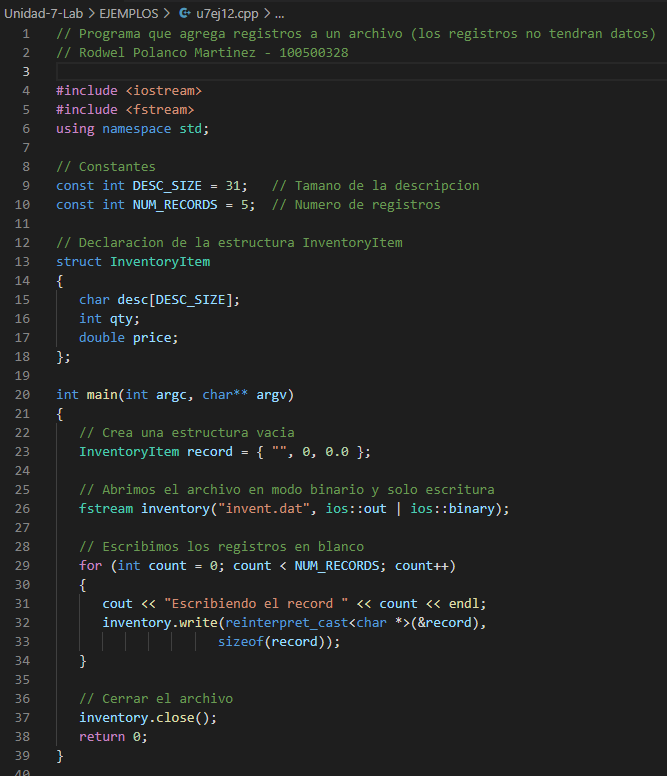 Unidad-7-Lab > EJEMPLOS > u7ej12.cpp > ...
1 // Programa que agrega registros a un archivo (los registros no tendran datos)
2 // Rodwel Polanco Martinez - 100500328
3
4 #include <iostream>
5 #include <fstream>
6 using namespace std;
7
8 // Constantes
9 const int DESC_SIZE = 31;   // Tamano de la descripcion
10 const int NUM_RECORDS = 5;  // Numero de registros
11
12 // Declaracion de la estructura InventoryItem
13 struct InventoryItem
14 {
15    char desc[DESC_SIZE];
16    int qty;
17    double price;
18 };
19
20 int main(int argc, char** argv)
21 {
22    // Crea una estructura vacia
23    InventoryItem record = { "", 0, 0.0 };
24
25    // Abrimos el archivo en modo binario y solo escritura
26    fstream inventory("invent.dat", ios::out | ios::binary);
27
28    // Escribimos los registros en blanco
29    for (int count = 0; count < NUM_RECORDS; count++)
30    {
31       cout << "Escribiendo el record " << count << endl;
32       inventory.write(reinterpret_cast<char *>(&record),
33                      sizeof(record));
34    }
35
36    // Cerrar el archivo
37    inventory.close();
38    return 0;
39 }
40